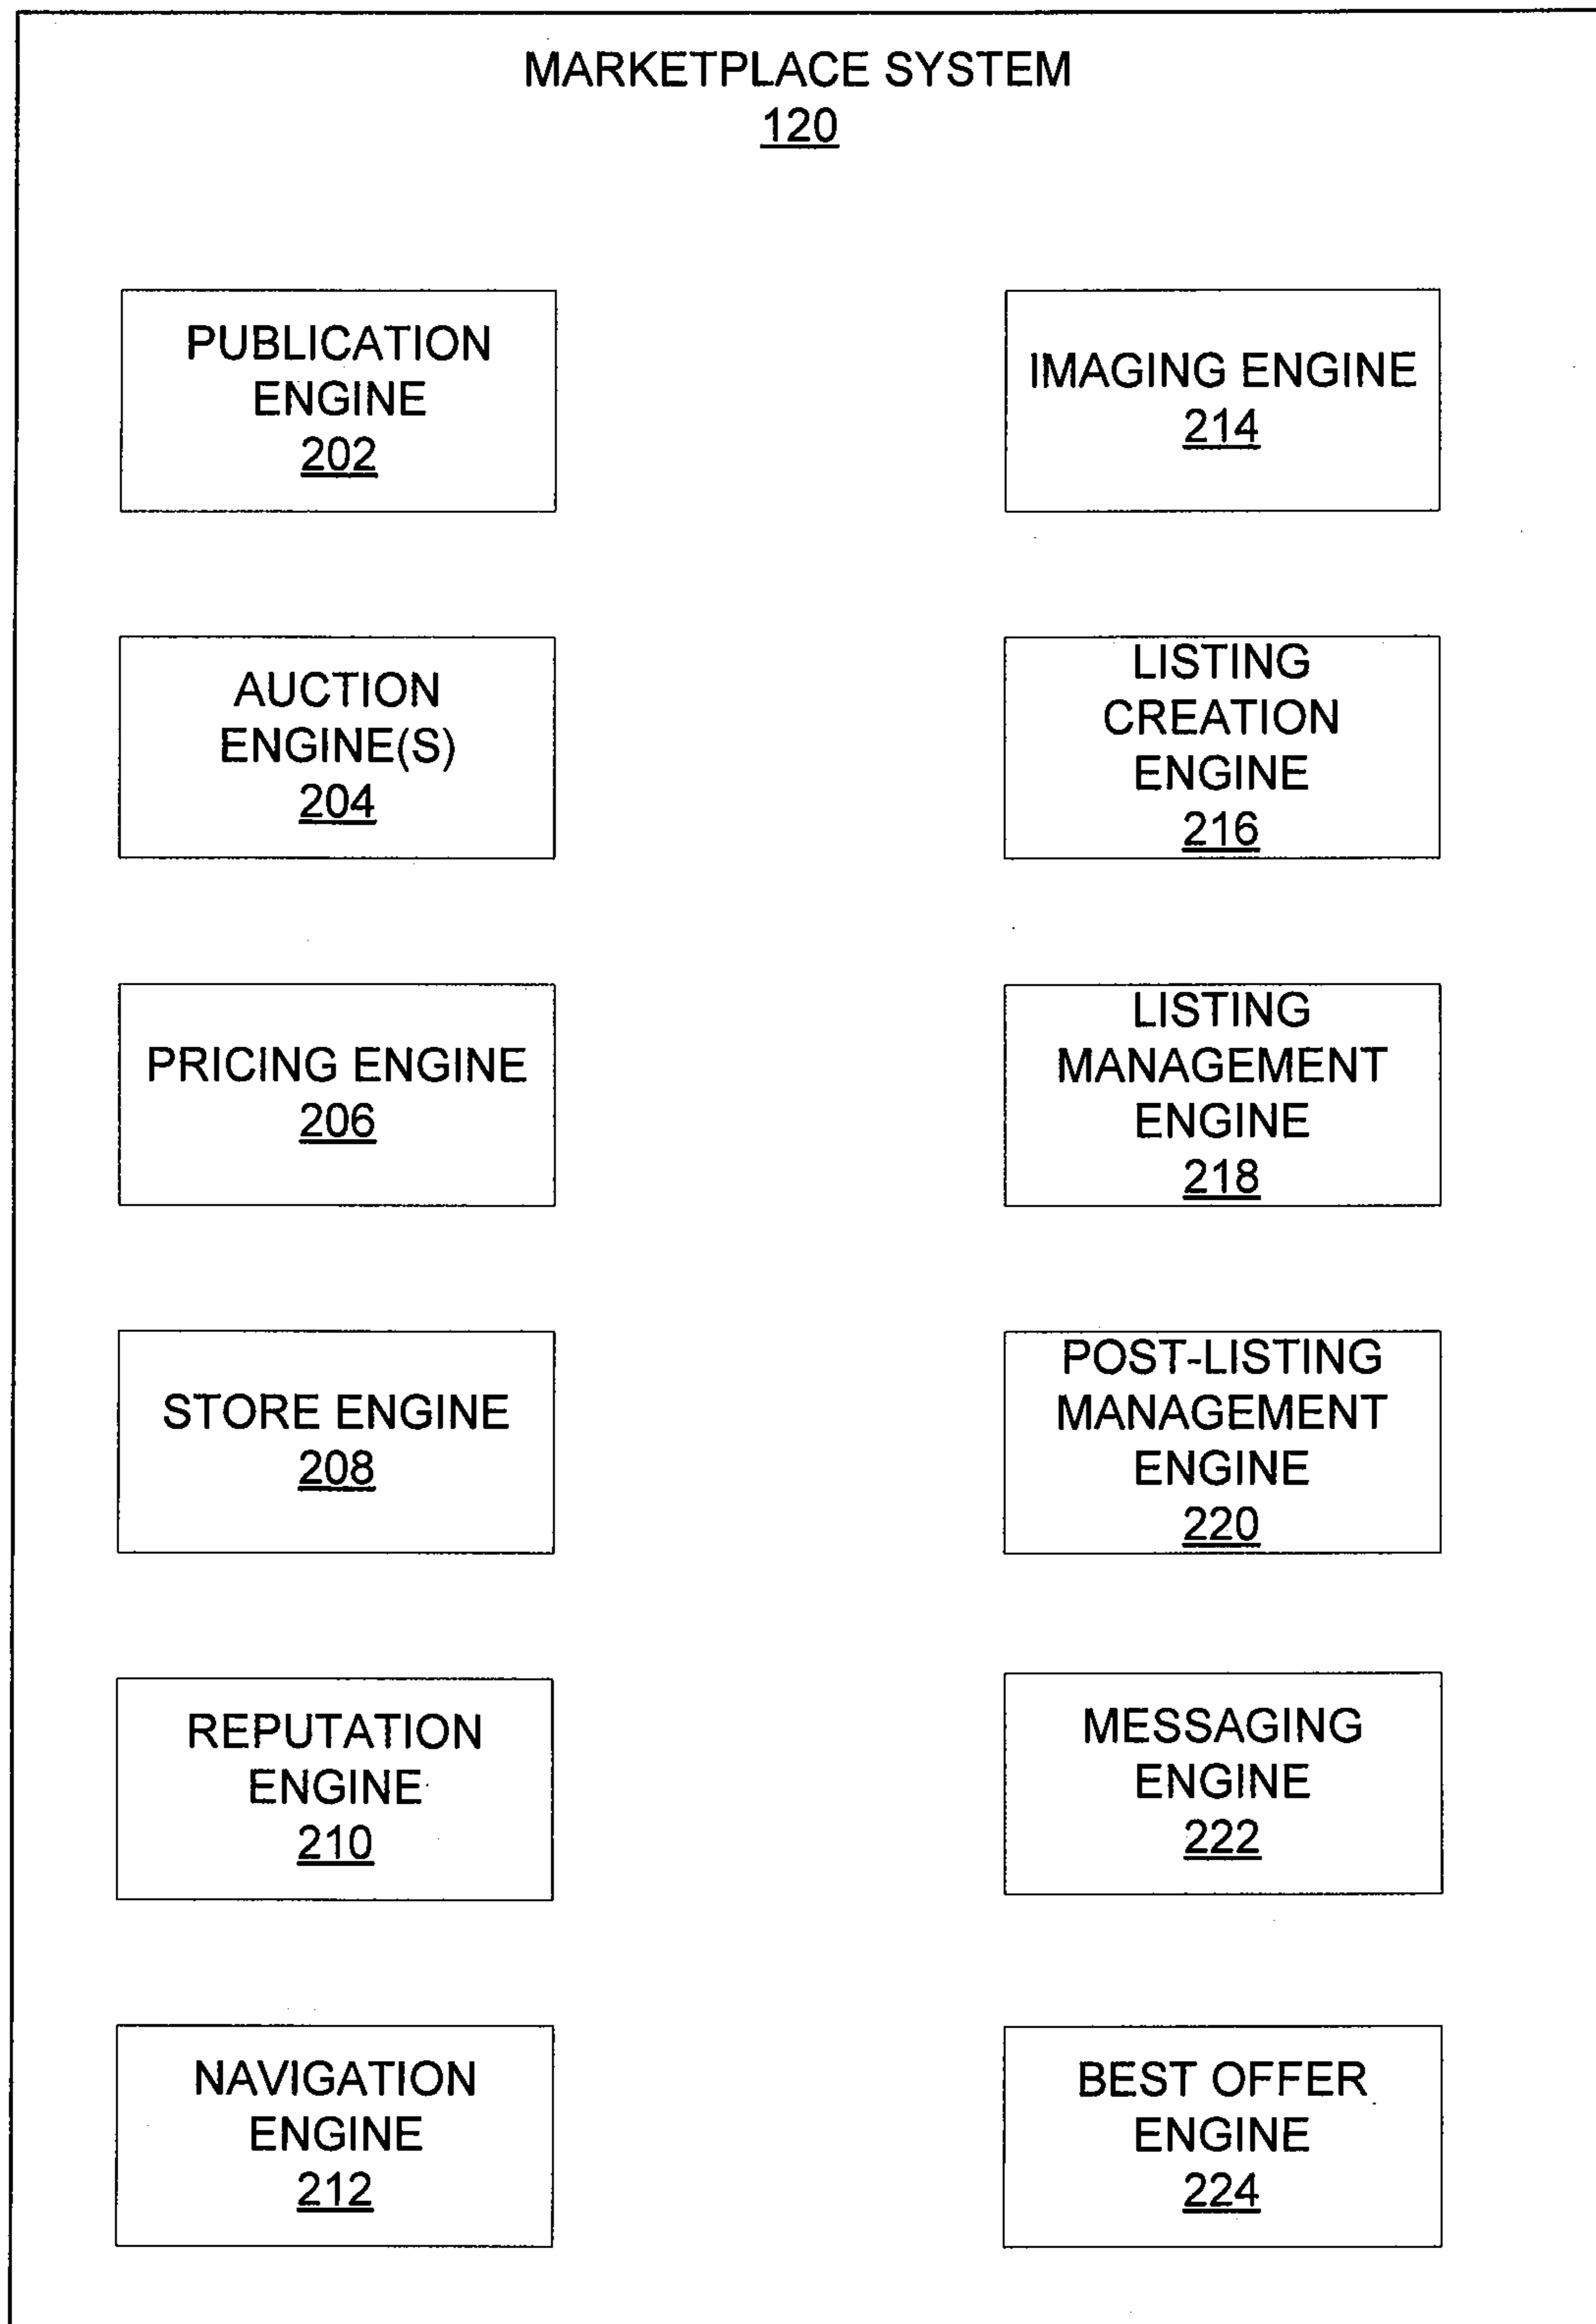 MARKETPLACE SYSTEM
120
PUBLICATION
ENGINE
202
IMAGING ENGINE
214
AUCTION
ENGINE(S)
204
LISTING
CREATION
ENGINE
216
PRICING ENGINE
206
LISTING
MANAGEMENT
ENGINE
218
STORE ENGINE
208
POST-LISTING
MANAGEMENT
ENGINE
220
REPUTATION
ENGINE
210
MESSAGING
ENGINE
222
NAVIGATION
ENGINE
212
BEST OFFER
ENGINE
224